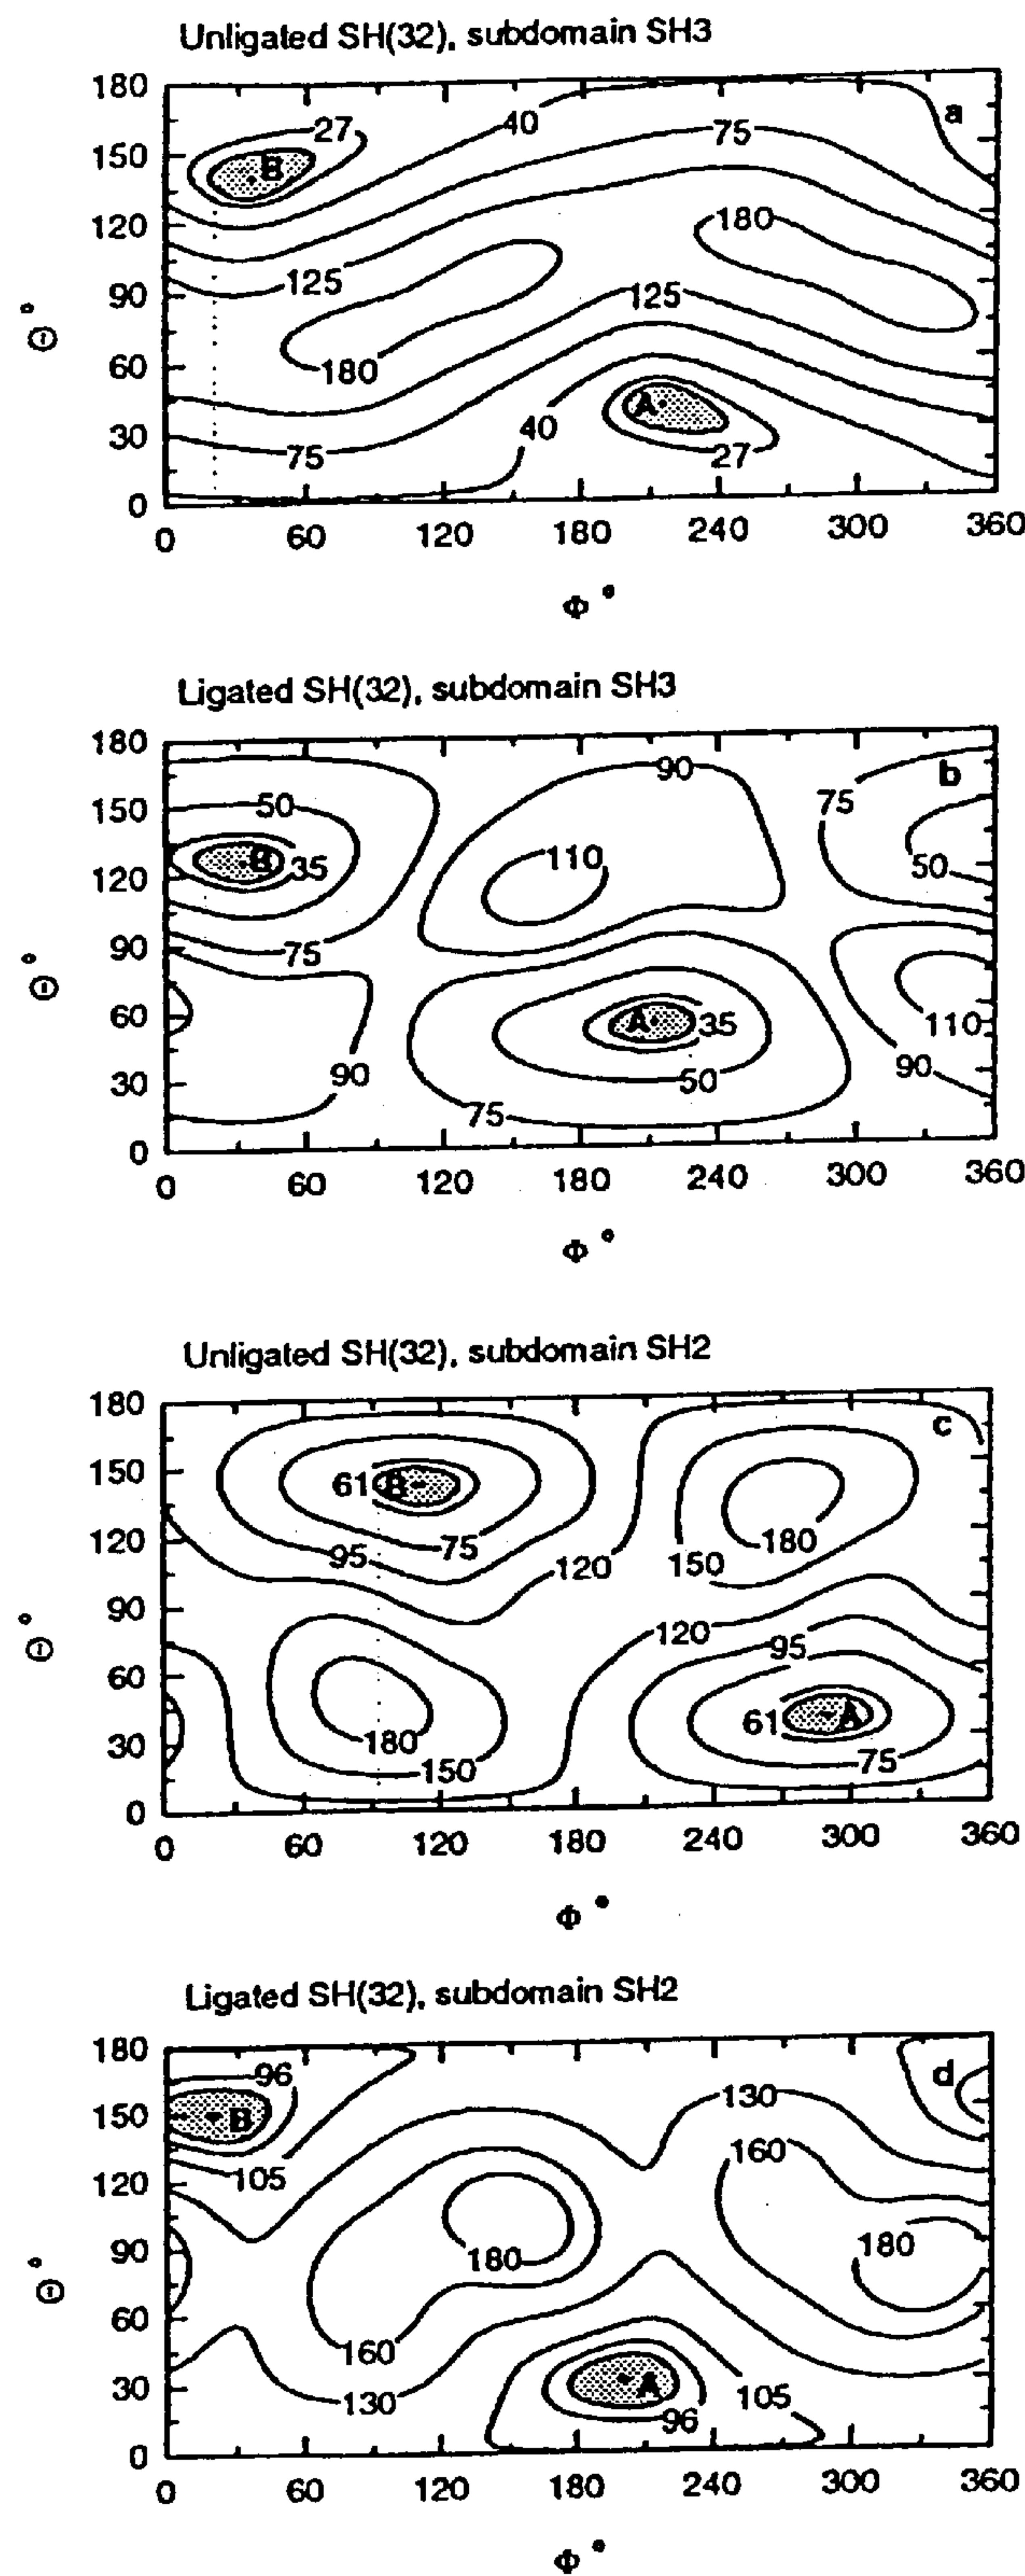 Unligated SH(32), subdomain SH3
180
150
120
90
60
30
0
0 60 120 180 240 300 360
a
B
27
40
75
125
180
180
180
125
A
40
75
27
Θ°
Φ°
Ligated SH(32), subdomain SH3
180
150
120
90
60
30
0
0 60 120 180 240 300 360
b
90
50
75
B
35
110
50
75
A
35
110
90
90
50
75
Θ°
Φ°
Unligated SH(32), subdomain SH2
180
150
120
90
60
30
0
0 60 120 180 240 300 360
c
61
B
75
95
120
150
180
120
95
61
A
180
150
75
Θ°
Φ°
Ligated SH(32), subdomain SH2
180
150
120
90
60
30
0
0 60 120 180 240 300 360
d
96
B
130
105
160
180
180
160
130
A
105
96
Θ°
Φ°